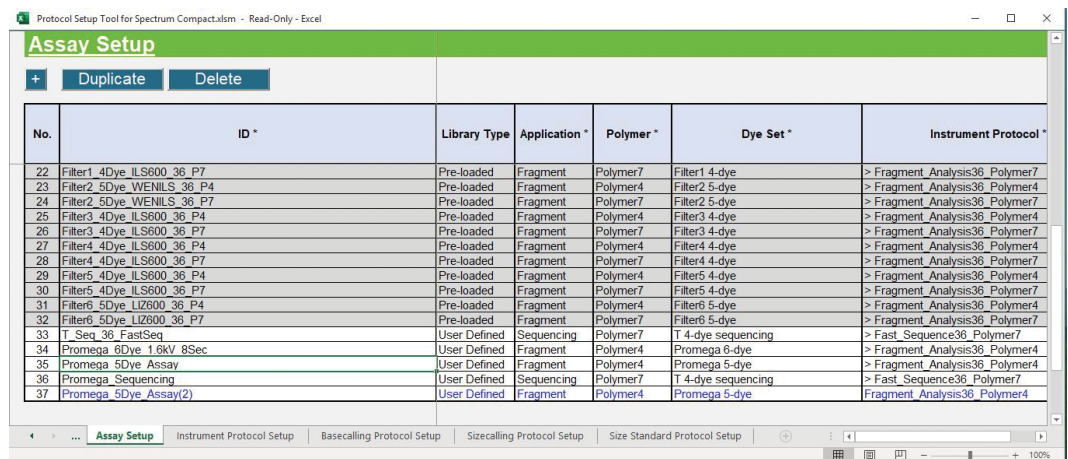 Protocol Setup Tool for Spectrum Compact.xlsm - Read-Only - Excel
Assay Setup
+ Duplicate Delete
No. ID * Library Type Application * Polymer * Dye Set * Instrument Protocol *
22 Filter1_4Dye_ILS600_36_P7 Pre-loaded Fragment Polymer7 Filter1 4-dye > Fragment_Analysis36_Polymer7
23 Filter2_5Dye_WENILS_36_P4 Pre-loaded Fragment Polymer4 Filter2 5-dye > Fragment_Analysis36_Polymer4
24 Filter2_5Dye_WENILS_36_P7 Pre-loaded Fragment Polymer7 Filter2 5-dye > Fragment_Analysis36_Polymer7
25 Filter3_4Dye_ILS600_36_P4 Pre-loaded Fragment Polymer4 Filter3 4-dye > Fragment_Analysis36_Polymer4
26 Filter3_4Dye_ILS600_36_P7 Pre-loaded Fragment Polymer7 Filter3 4-dye > Fragment_Analysis36_Polymer7
27 Filter4_4Dye_ILS600_36_P4 Pre-loaded Fragment Polymer4 Filter4 4-dye > Fragment_Analysis36_Polymer4
28 Filter4_4Dye_ILS600_36_P7 Pre-loaded Fragment Polymer7 Filter4 4-dye > Fragment_Analysis36_Polymer7
29 Filter5_4Dye_ILS600_36_P4 Pre-loaded Fragment Polymer4 Filter5 4-dye > Fragment_Analysis36_Polymer4
30 Filter5_4Dye_ILS600_36_P7 Pre-loaded Fragment Polymer7 Filter5 4-dye > Fragment_Analysis36_Polymer7
31 Filter6_5Dye_LIZ600_36_P4 Pre-loaded Fragment Polymer4 Filter6 5-dye > Fragment_Analysis36_Polymer4
32 Filter6_5Dye_LIZ600_36_P7 Pre-loaded Fragment Polymer7 Filter6 5-dye > Fragment_Analysis36_Polymer7
33 T_Seq_36_FastSeq User Defined Sequencing Polymer7 T 4-dye sequencing > Fast_Sequence36_Polymer7
34 Promega_6Dye_1.6kV_8Sec User Defined Fragment Polymer4 Promega 6-dye > Fragment_Analysis36_Polymer4
35 Promega_5Dye_Assay User Defined Fragment Polymer4 Promega 5-dye > Fragment_Analysis36_Polymer4
36 Promega_Sequencing User Defined Sequencing Polymer7 T 4-dye sequencing > Fast_Sequence36_Polymer7
37 Promega_5Dye_Assay(2) User Defined Fragment Polymer4 Promega 5-dye Fragment_Analysis36_Polymer4
... Assay Setup Instrument Protocol Setup Basecalling Protocol Setup Sizecalling Protocol Setup Size Standard Protocol Setup
100%